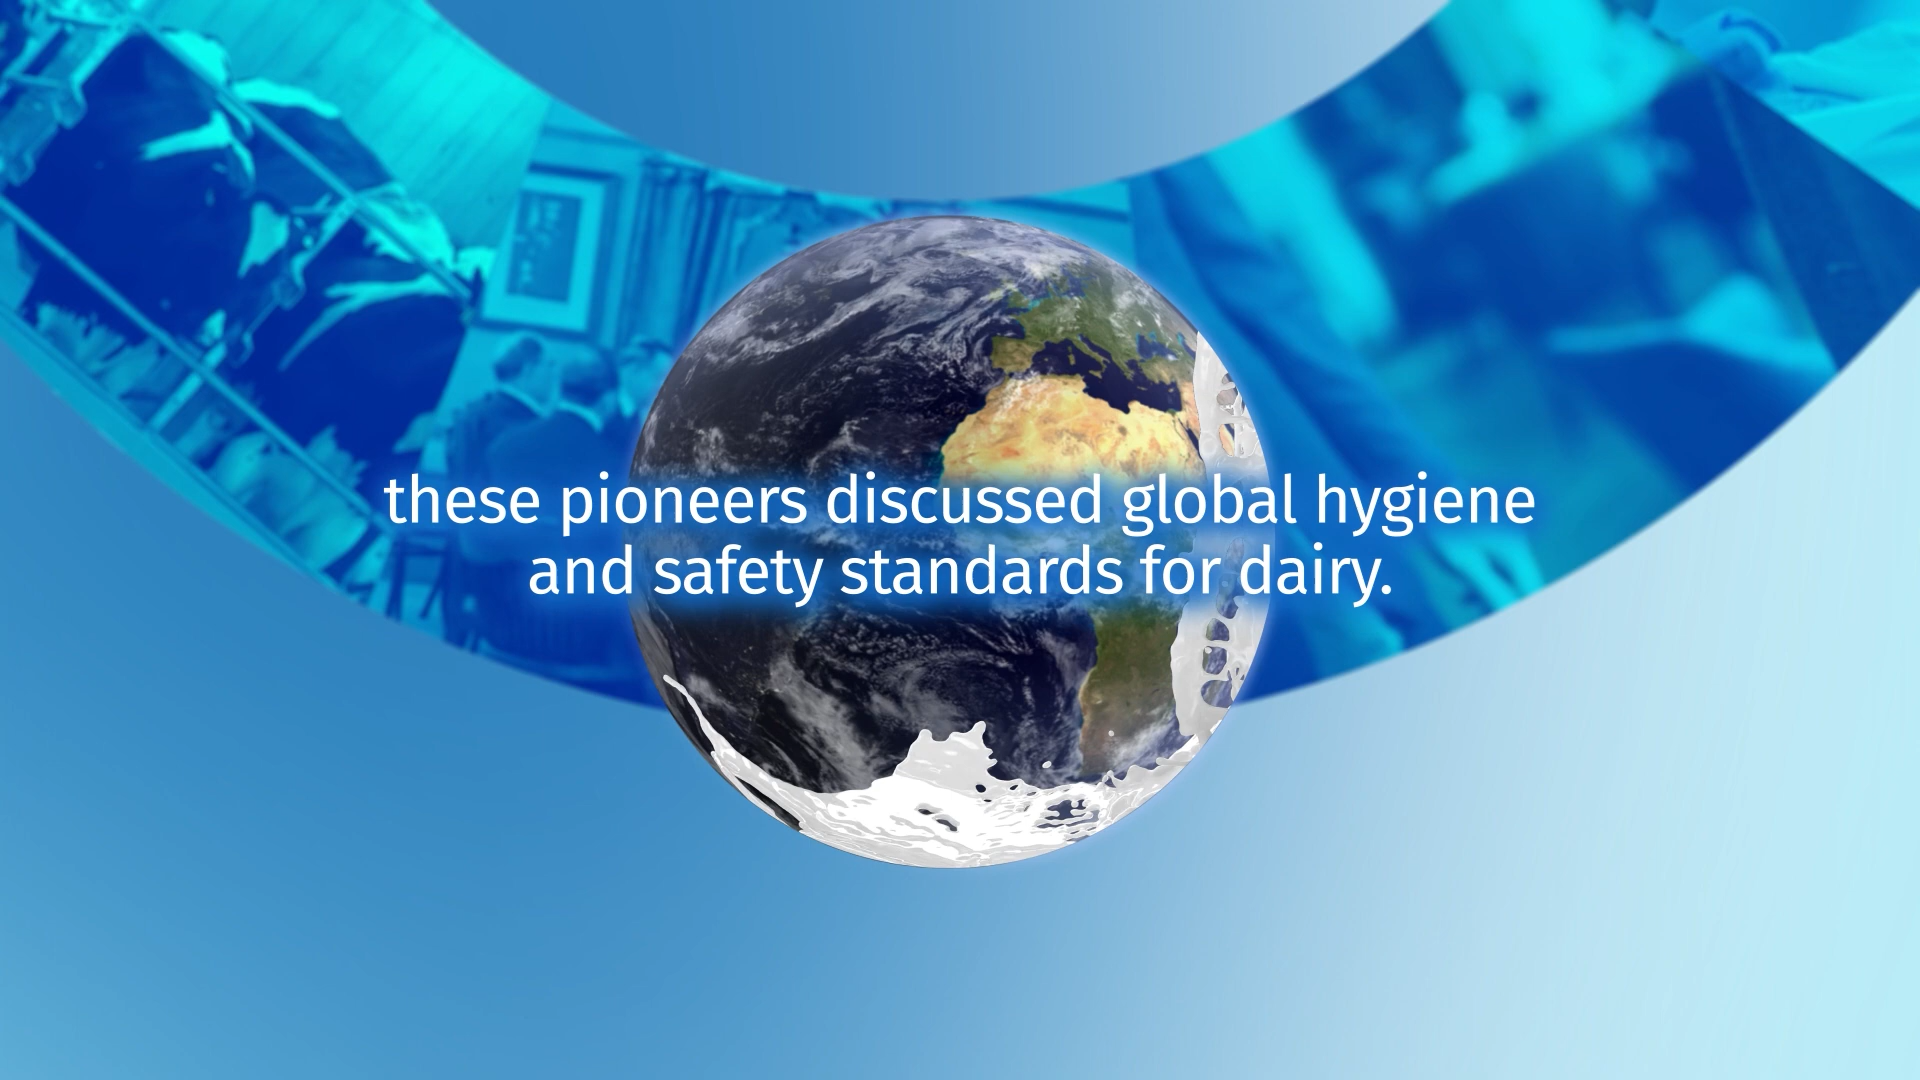 these pioneers discussed global hygiene
and safety standards for dairy.